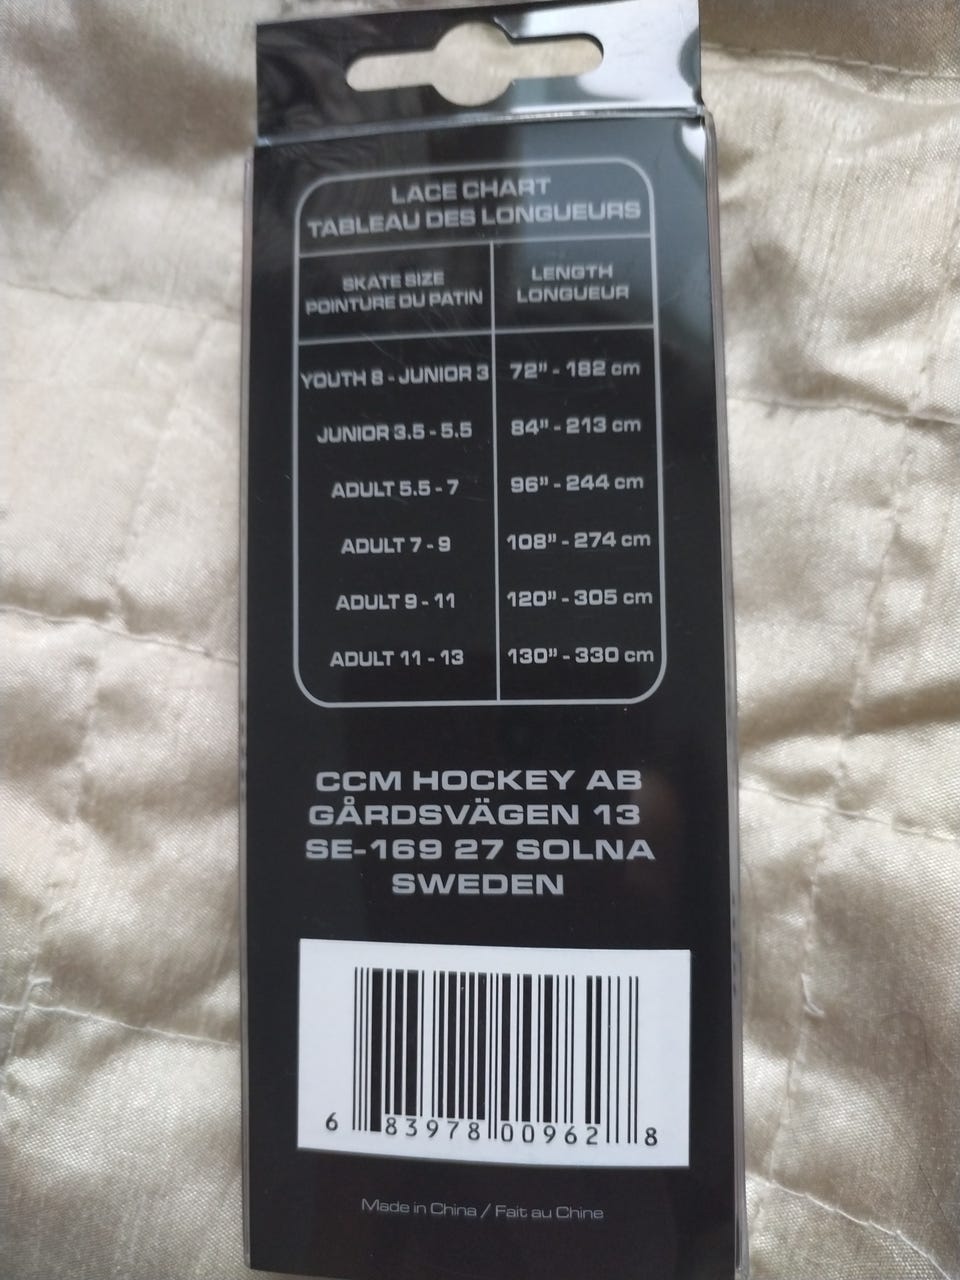 LACE CHART
TABLEAU DES LONGUEURS
SKATE SIZE
POINTURE DU PATIN
LENGTH
LONGUEUR
YOUTH 8 - JUNIOR 3 72" - 182 cm
JUNIOR 3.5 - 5.5 84" - 213 cm
ADULT 5.5 - 7 96" - 244 cm
ADULT 7 - 9 108" - 274 cm
ADULT 9 - 11 120" - 305 cm
ADULT 11 - 13 130" - 330 cm
CCM HOCKEY AB
GÅRDSVÄGEN 13
SE-169 27 SOLNA
SWEDEN
6 83978 00962 8
Made in China / Fait au Chine